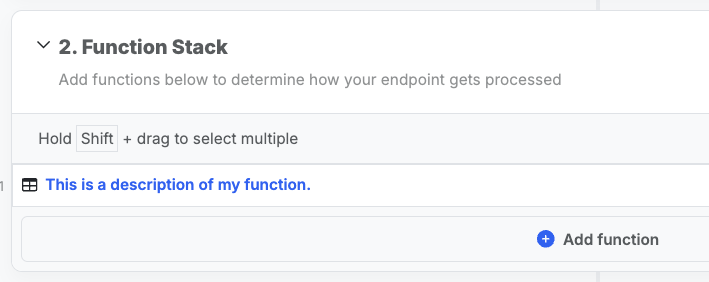 2. Function Stack
Add functions below to determine how your endpoint gets processed
Hold Shift + drag to select multiple
1
This is a description of my function.
Add function